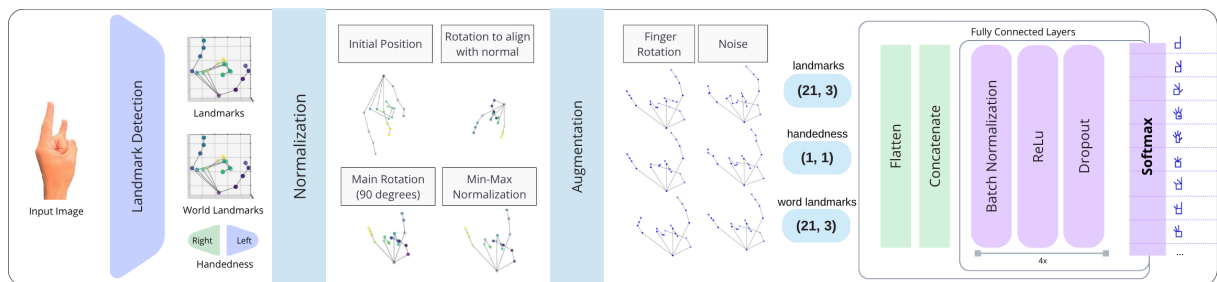 Input Image
Landmark Detection
Landmarks
World Landmarks
Right
Left
Handedness
Normalization
Initial Position
Rotation to align
with normal
Main Rotation
(90 degrees)
Min-Max
Normalization
Augmentation
Finger
Rotation
Noise
landmarks
(21, 3)
handedness
(1, 1)
word landmarks
(21, 3)
Fully Connected Layers
Flatten
Concatenate
Batch Normalization
ReLu
Dropout
4x
Softmax
...